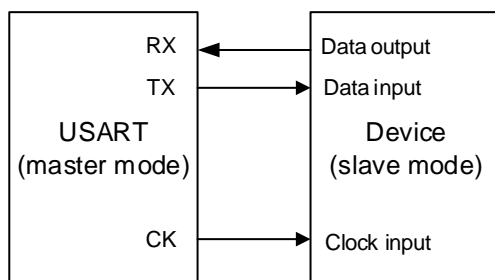 RX
Data output
TX
Data input
USART
(master mode)
Device
(slave mode)
CK
Clock input